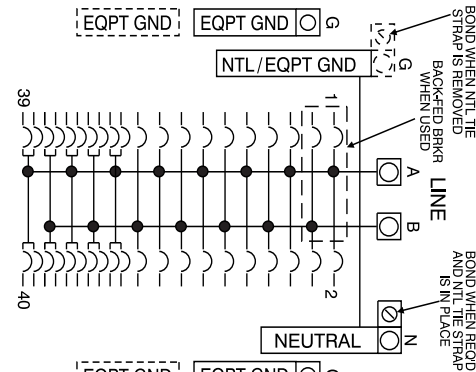 EQPT GND
EQPT GND
G
BOND WHEN NTL TIE
STRAP IS REMOVED
NTL/EQPT GND
G
BACK-FED BRKR
WHEN USED
39
1
A
LINE
B
40
2
BOND WHEN REQ'D
AND NTL TIE STRAP
IS IN PLACE
NEUTRAL
N
EQPT GND
EQPT GND